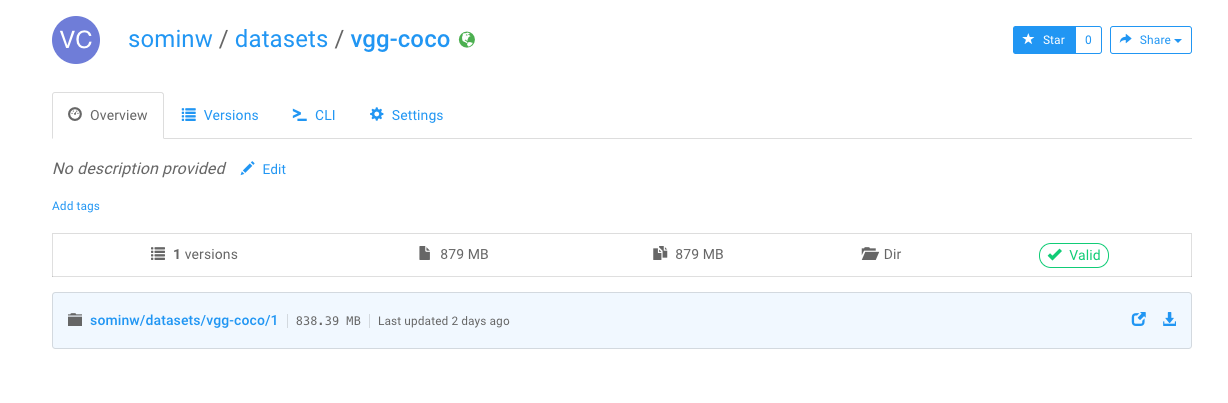 VC sominw / datasets / vgg-coco Star 0 Share
Overview Versions CLI Settings
No description provided Edit
Add tags
1 versions 879 MB 879 MB Dir Valid
sominw/datasets/vgg-coco/1 838.39 MB Last updated 2 days ago